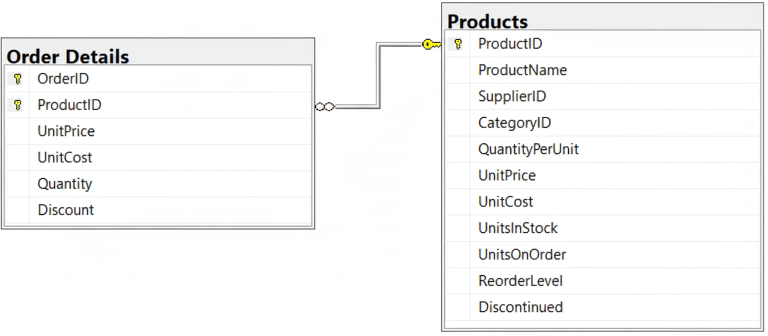 Order Details
OrderID
ProductID
UnitPrice
UnitCost
Quantity
Discount
Products
ProductID
ProductName
SupplierID
CategoryID
QuantityPerUnit
UnitPrice
UnitCost
UnitsInStock
UnitsOnOrder
ReorderLevel
Discontinued